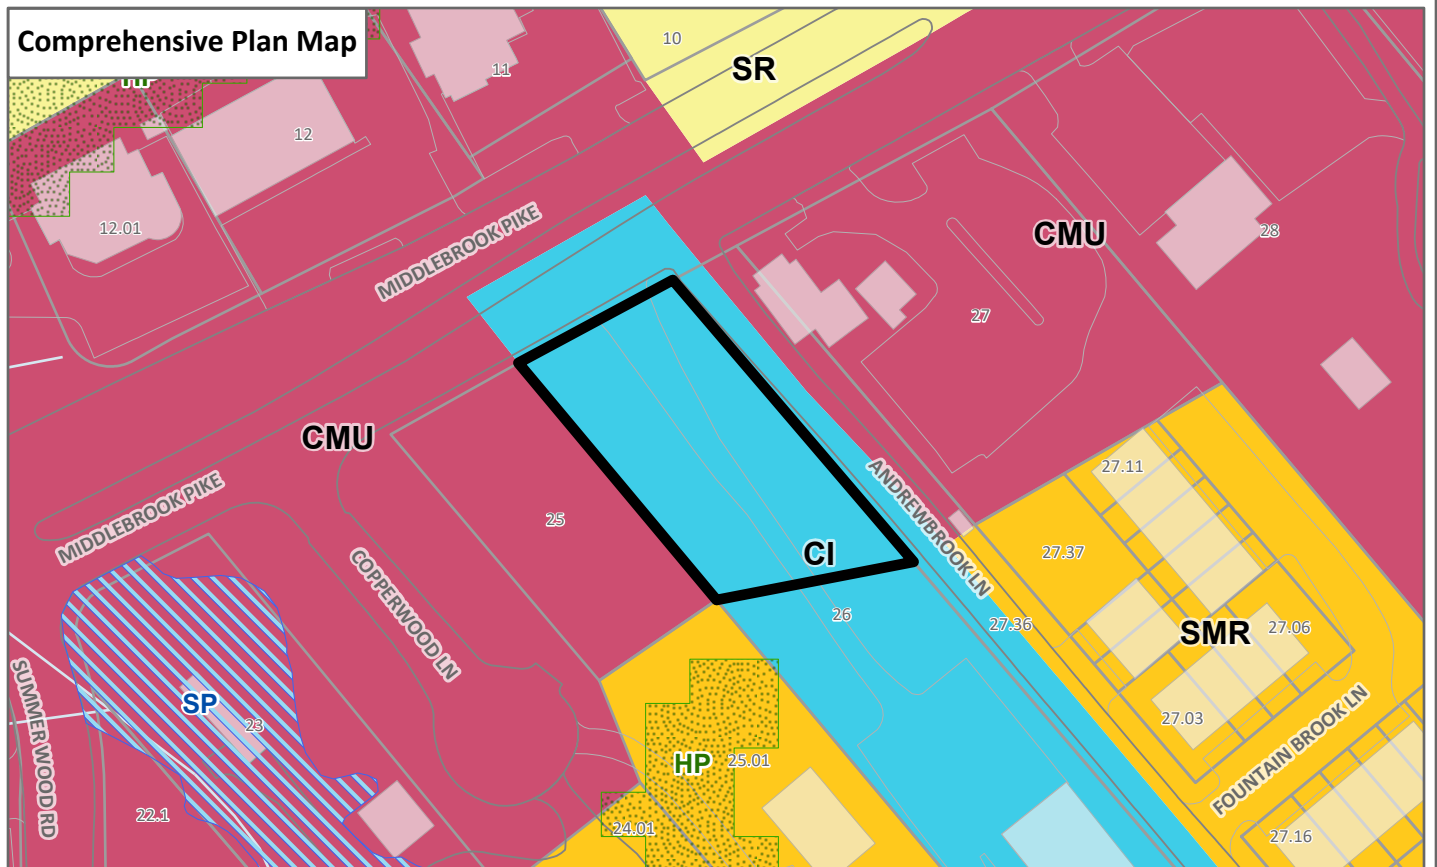 Comprehensive Plan Map
10
SR
11
12
12.01
MIDDLEBROOK PIKE
CMU
28
27
CMU
MIDDLEBROOK PIKE
25
COPPERWOOD LN
CI
ANDREWBROOK LN
26
27.11
27.37
27.36
SMR
27.06
27.03
FOUNTAIN BROOK LN
27.16
SUMMERWOOD RD
SP
23
22.1
HP
25.01
24.01